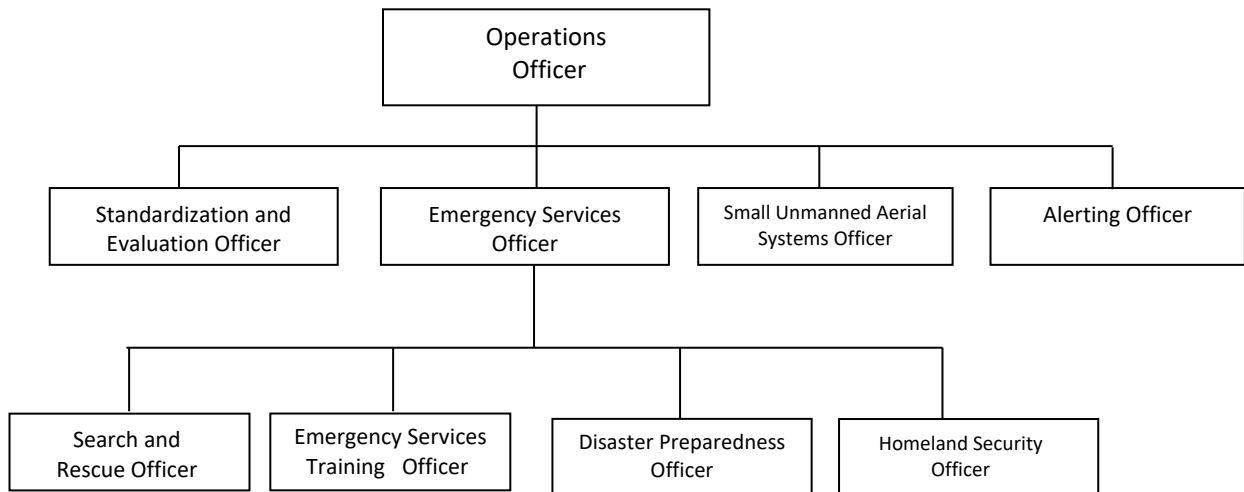 Operations
Officer
Standardization and
Evaluation Officer
Emergency Services
Officer
Small Unmanned Aerial
Systems Officer
Alerting Officer
Search and
Rescue Officer
Emergency Services
Training Officer
Disaster Preparedness
Officer
Homeland Security
Officer